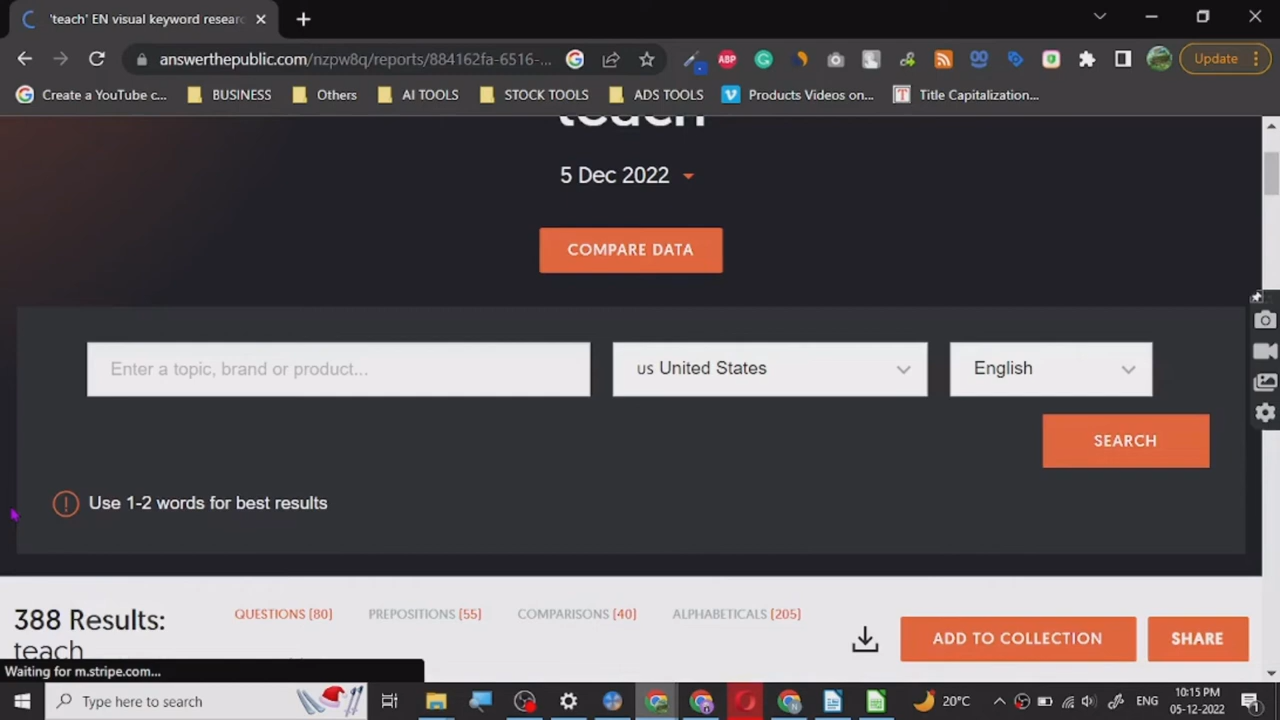 'teach' EN visual keyword resear
answerthepublic.com/nzpw8q/reports/884162fa-6516-...
ABP
Update
Create a YouTube c...
BUSINESS
Others
AI TOOLS
STOCK TOOLS
ADS TOOLS
Products Videos on...
Title Capitalization...
teach
5 Dec 2022
COMPARE DATA
Enter a topic, brand or product...
us United States
English
SEARCH
Use 1-2 words for best results
388 Results:
teach
QUESTIONS (80)
PREPOSITIONS (55)
COMPARISONS (40)
ALPHABETICALS (205)
ADD TO COLLECTION
SHARE
Waiting for m.stripe.com...
Type here to search
20°C
ENG
10:15 PM
05-12-2022